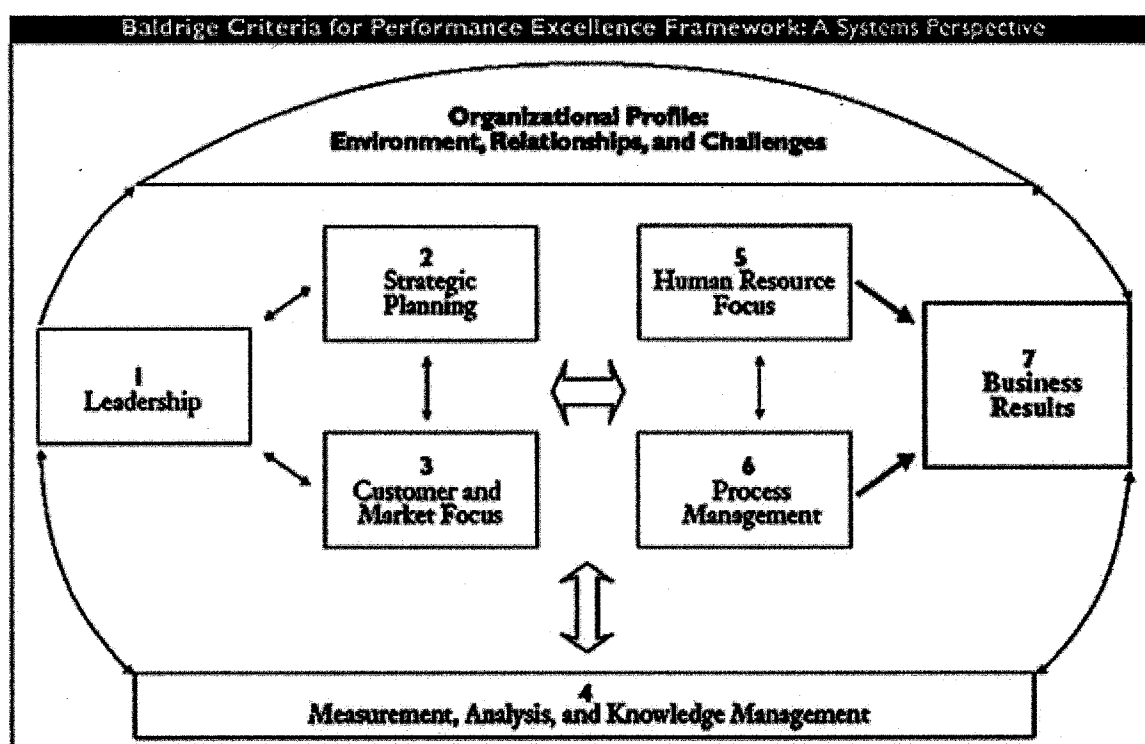 Baldrige Criteria for Performance Excellence Framework: A Systems Perspective
Organizational Profile:
Environment, Relationships, and Challenges
2
Strategic
Planning
5
Human Resource
Focus
1
Leadership
7
Business
Results
3
Customer and
Market Focus
6
Process
Management
4
Measurement, Analysis, and Knowledge Management